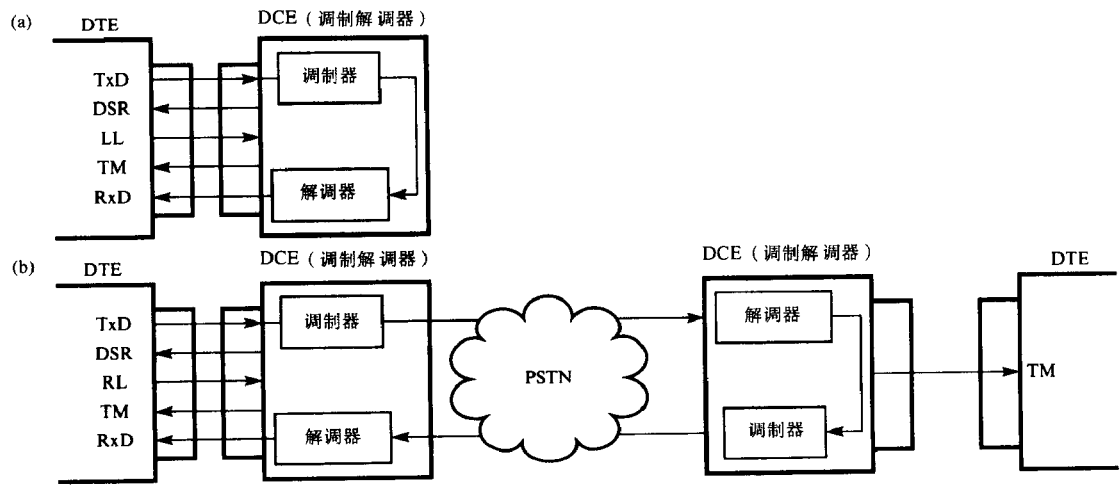 (a)
DTE
DCE（调制解调器）
TxD
DSR
LL
TM
RxD
调制器
解调器
(b)
DTE
DCE（调制解调器）
TxD
DSR
RL
TM
RxD
调制器
解调器
PSTN
DCE（调制解调器）
解调器
调制器
DTE
TM